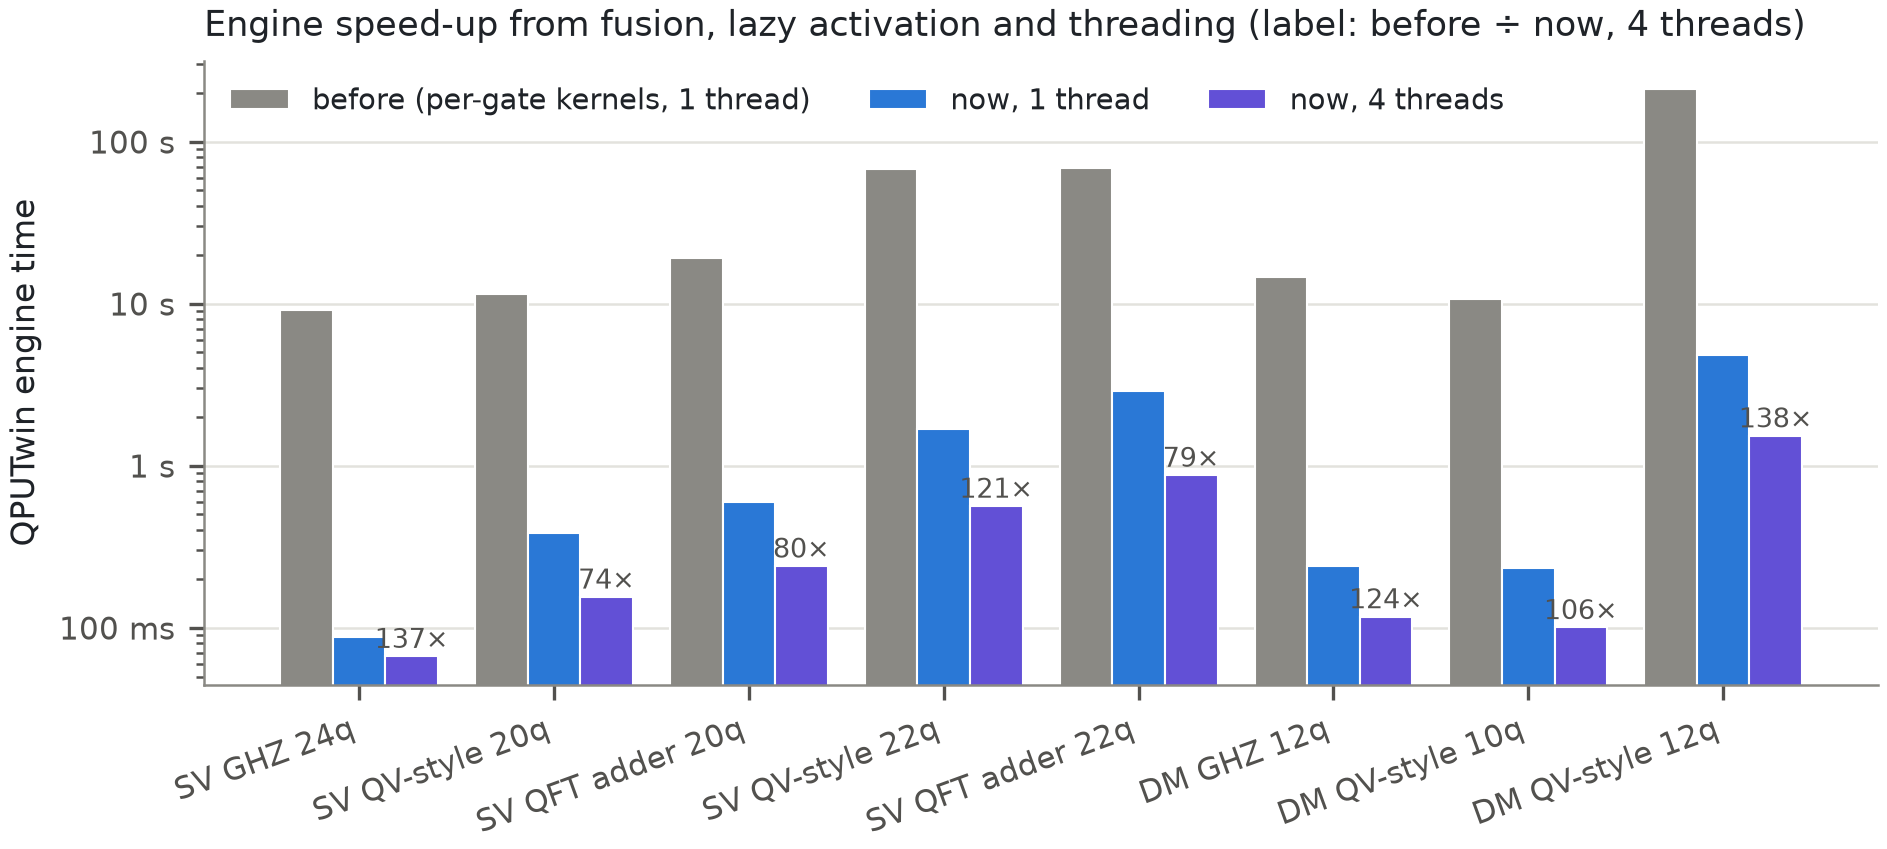 Engine speed-up from fusion, lazy activation and threading (label: before ÷ now, 4 threads)
before (per-gate kernels, 1 thread)
now, 1 thread
now, 4 threads
QPUTwin engine time
100 s
10 s
1 s
100 ms
137×
74×
80×
121×
79×
124×
106×
138×
SV GHZ 24q
SV QV-style 20q
SV QFT adder 20q
SV QV-style 22q
SV QFT adder 22q
DM GHZ 12q
DM QV-style 10q
DM QV-style 12q